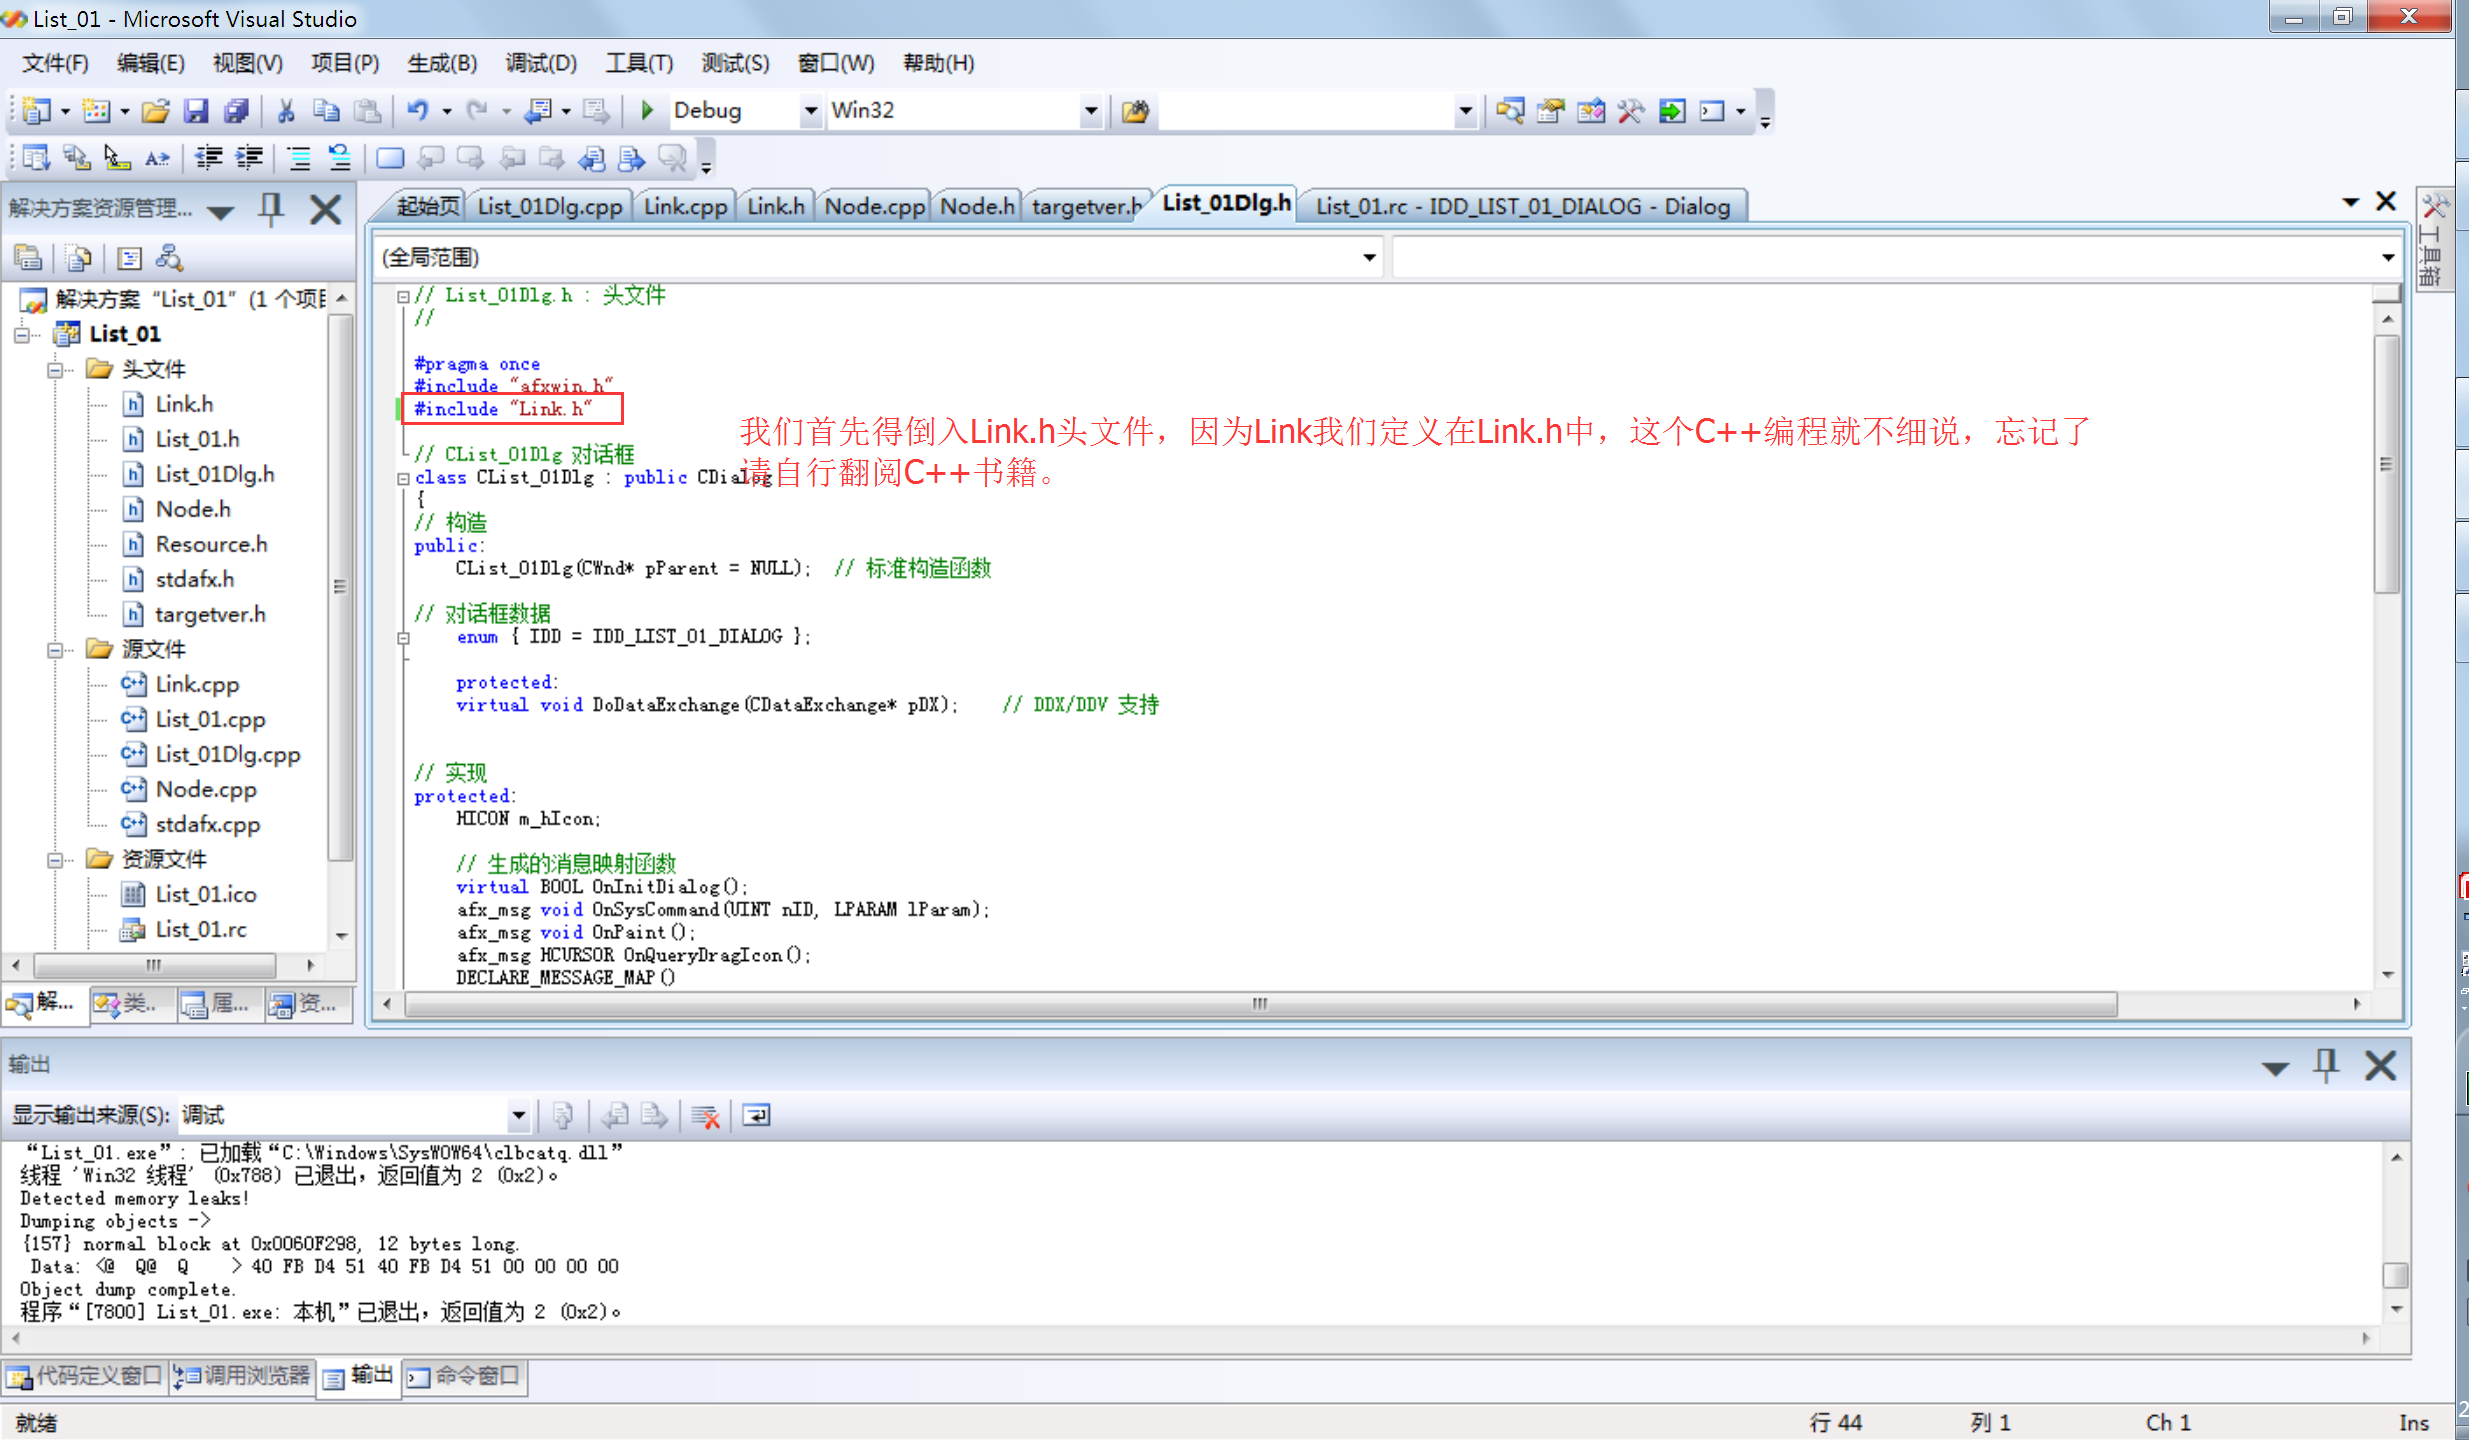 List_01 - Microsoft Visual Studio
文件(F) 编辑(E) 视图(V) 项目(P) 生成(B) 调试(D) 工具(T) 测试(S) 窗口(W) 帮助(H)
Debug Win32
解决方案资源管理...
起始页 List_01Dlg.cpp Link.cpp Link.h Node.cpp Node.h targetver.h List_01Dlg.h List_01.rc - IDD_LIST_01_DIALOG - Dialog
工具箱
(全局范围)
解决方案 “List_01” (1 个项目
List_01
头文件
Link.h
List_01.h
List_01Dlg.h
Node.h
Resource.h
stdafx.h
targetver.h
源文件
Link.cpp
List_01.cpp
List_01Dlg.cpp
Node.cpp
stdafx.cpp
资源文件
List_01.ico
List_01.rc
解... 类.. 属... 资...
// List_01Dlg.h : 头文件
//
#pragma once
#include "afxwin.h"
#include "Link.h"
我们首先得倒入Link.h头文件，因为Link我们定义在Link.h中，这个C++编程就不细说，忘记了
请自行翻阅C++书籍。
// CList_01Dlg 对话框
class CList_01Dlg : public CDialog
{
// 构造
public:
CList_01Dlg(CWnd* pParent = NULL); // 标准构造函数
// 对话框数据
enum { IDD = IDD_LIST_01_DIALOG };
protected:
virtual void DoDataExchange(CDataExchange* pDX); // DDX/DDV 支持
// 实现
protected:
HICON m_hIcon;
// 生成的消息映射函数
virtual BOOL OnInitDialog();
afx_msg void OnSysCommand(UINT nID, LPARAM lParam);
afx_msg void OnPaint();
afx_msg HCURSOR OnQueryDragIcon();
DECLARE_MESSAGE_MAP()
输出
显示输出来源(S): 调试
“List_01.exe”: 已加载“C:\Windows\SysWOW64\clbcatq.dll”
线程 'Win32 线程' (0x788) 已退出，返回值为 2 (0x2)。
Detected memory leaks!
Dumping objects ->
{157} normal block at 0x0060F298, 12 bytes long.
Data: <@ Q@ Q > 40 FB D4 51 40 FB D4 51 00 00 00 00
Object dump complete.
程序“[7800] List_01.exe: 本机”已退出，返回值为 2 (0x2)。
代码定义窗口 调用浏览器 输出 命令窗口
就绪 行 44 列 1 Ch 1 Ins